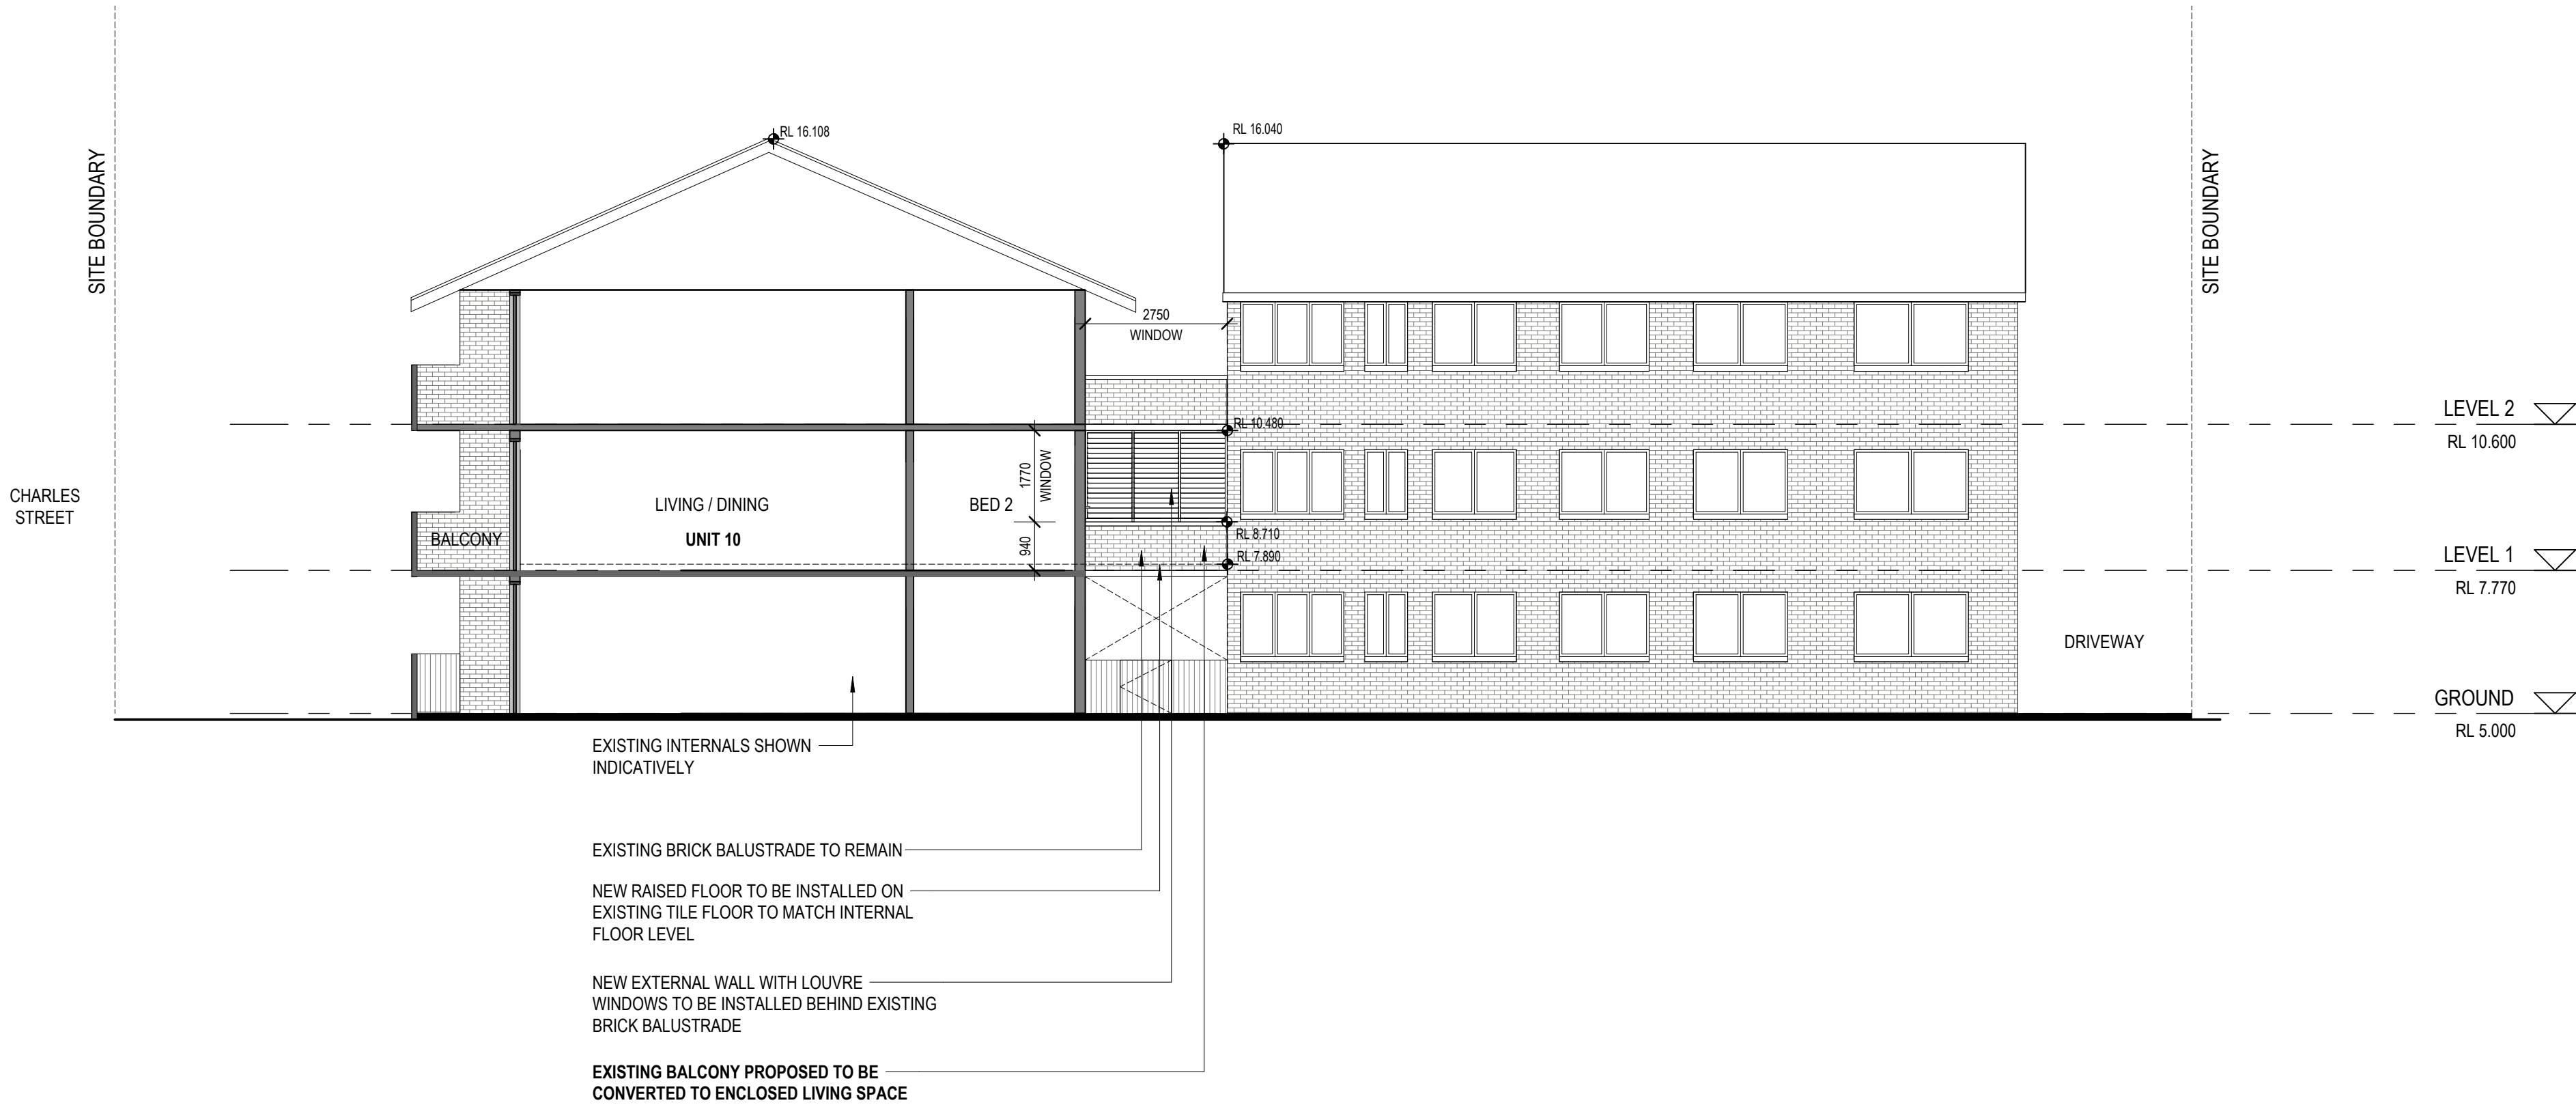 RL 16.108
RL 16.040
SITE BOUNDARY
SITE BOUNDARY
2750
WINDOW
LEVEL 2
RL 10.480
RL 10.600
1770
WINDOW
CHARLES
STREET
LIVING / DINING
BED 2
BALCONY
UNIT 10
940
RL 8.710
RL 7.890
LEVEL 1
RL 7.770
DRIVEWAY
GROUND
RL 5.000
EXISTING INTERNALS SHOWN
INDICATIVELY
EXISTING BRICK BALUSTRADE TO REMAIN
NEW RAISED FLOOR TO BE INSTALLED ON
EXISTING TILE FLOOR TO MATCH INTERNAL
FLOOR LEVEL
NEW EXTERNAL WALL WITH LOUVRE
WINDOWS TO BE INSTALLED BEHIND EXISTING
BRICK BALUSTRADE
EXISTING BALCONY PROPOSED TO BE
CONVERTED TO ENCLOSED LIVING SPACE